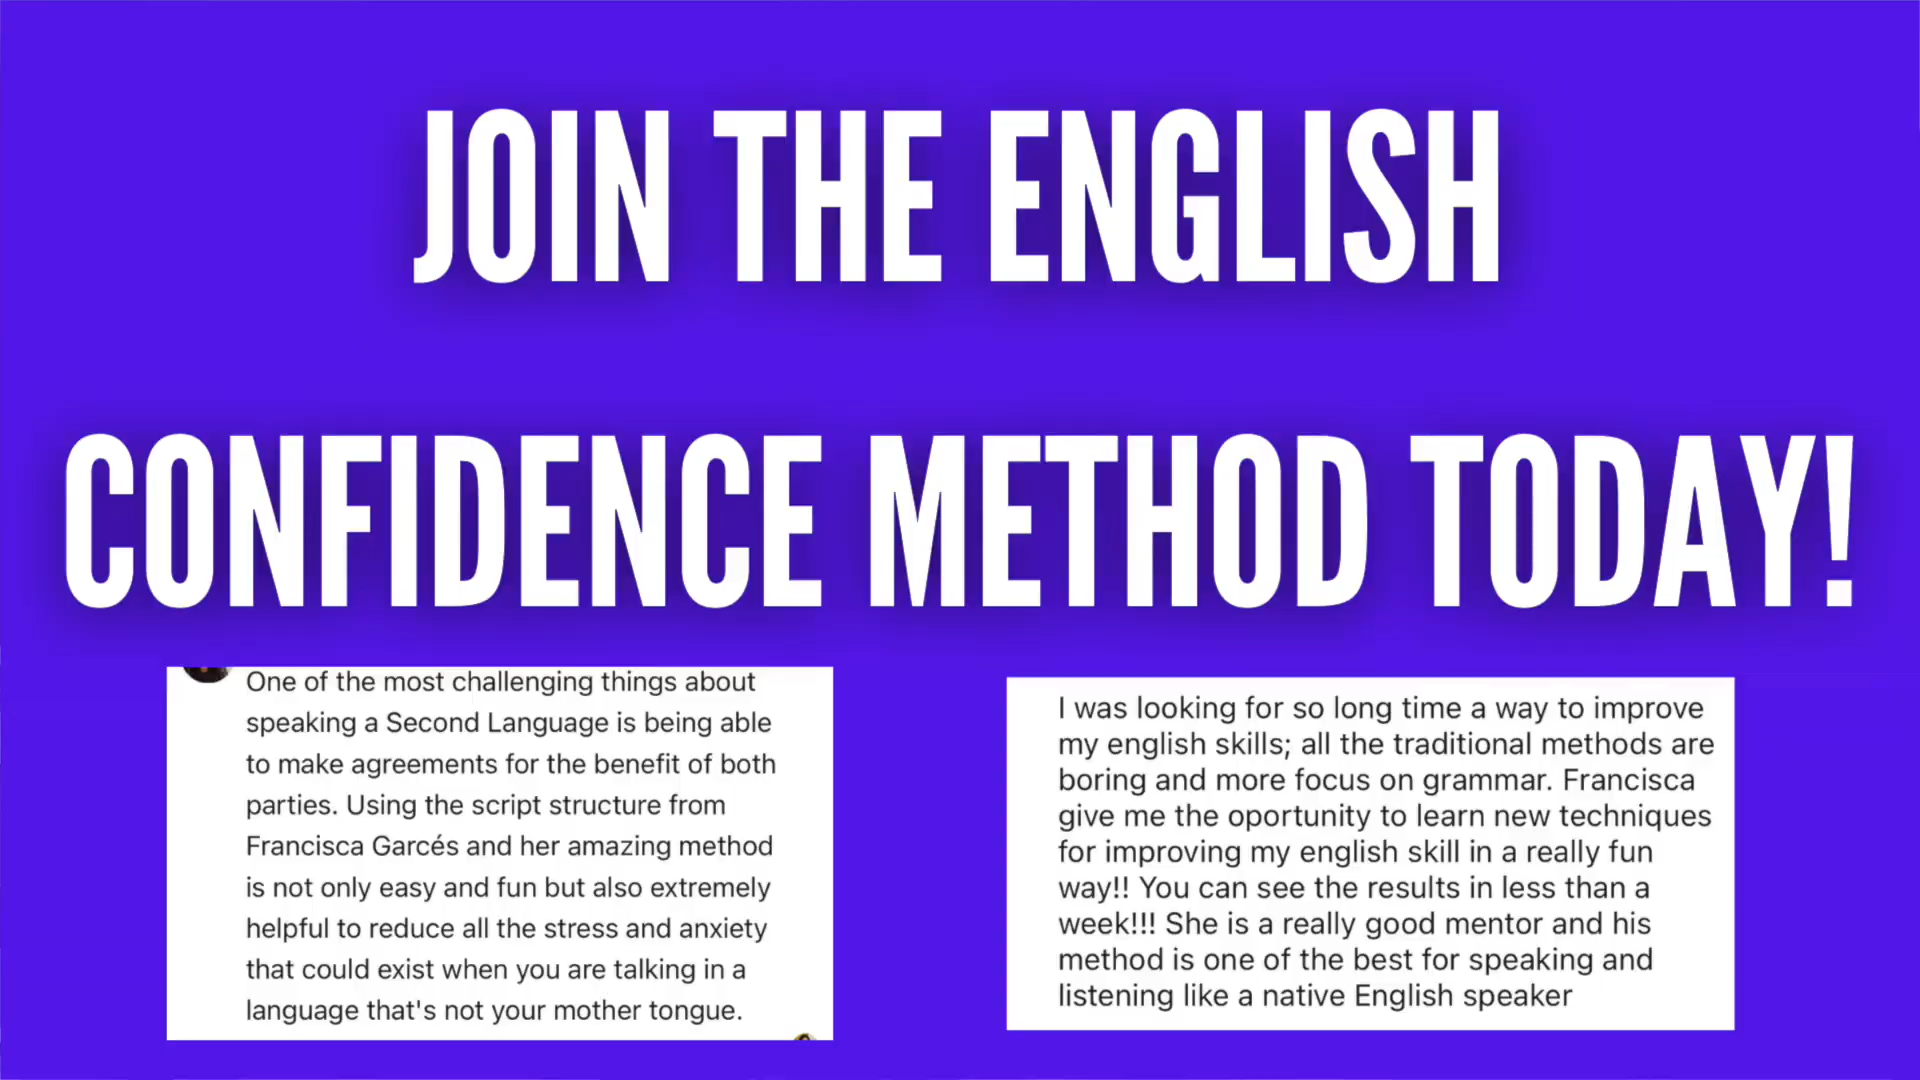 JOIN THE ENGLISH
CONFIDENCE METHOD TODAY!
One of the most challenging things about
speaking a Second Language is being able
to make agreements for the benefit of both
parties. Using the script structure from
Francisca Garcés and her amazing method
is not only easy and fun but also extremely
helpful to reduce all the stress and anxiety
that could exist when you are talking in a
language that's not your mother tongue.
I was looking for so long time a way to improve
my english skills; all the traditional methods are
boring and more focus on grammar. Francisca
give me the oportunity to learn new techniques
for improving my english skill in a really fun
way!! You can see the results in less than a
week!!! She is a really good mentor and his
method is one of the best for speaking and
listening like a native English speaker